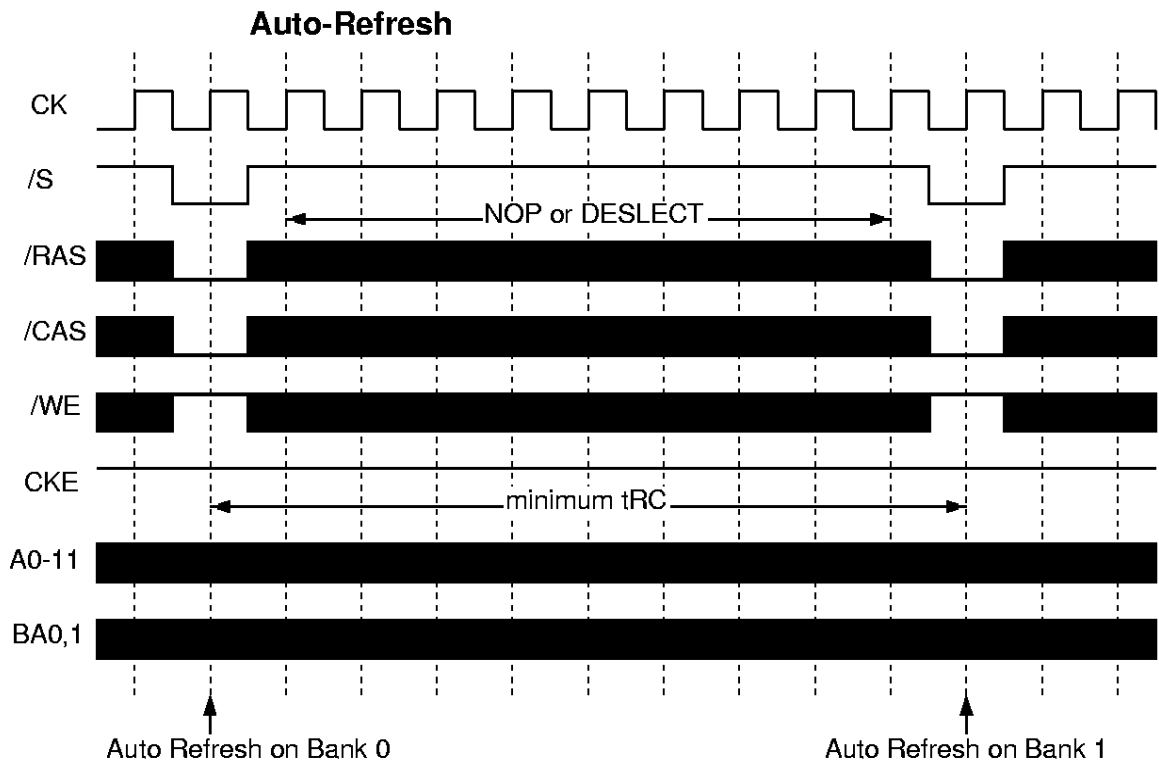 Auto-Refresh
CK
/S
NOP or DESLECT
/RAS
/CAS
/WE
CKE
minimum tRC
A0-11
BA0,1
Auto Refresh on Bank 0
Auto Refresh on Bank 1